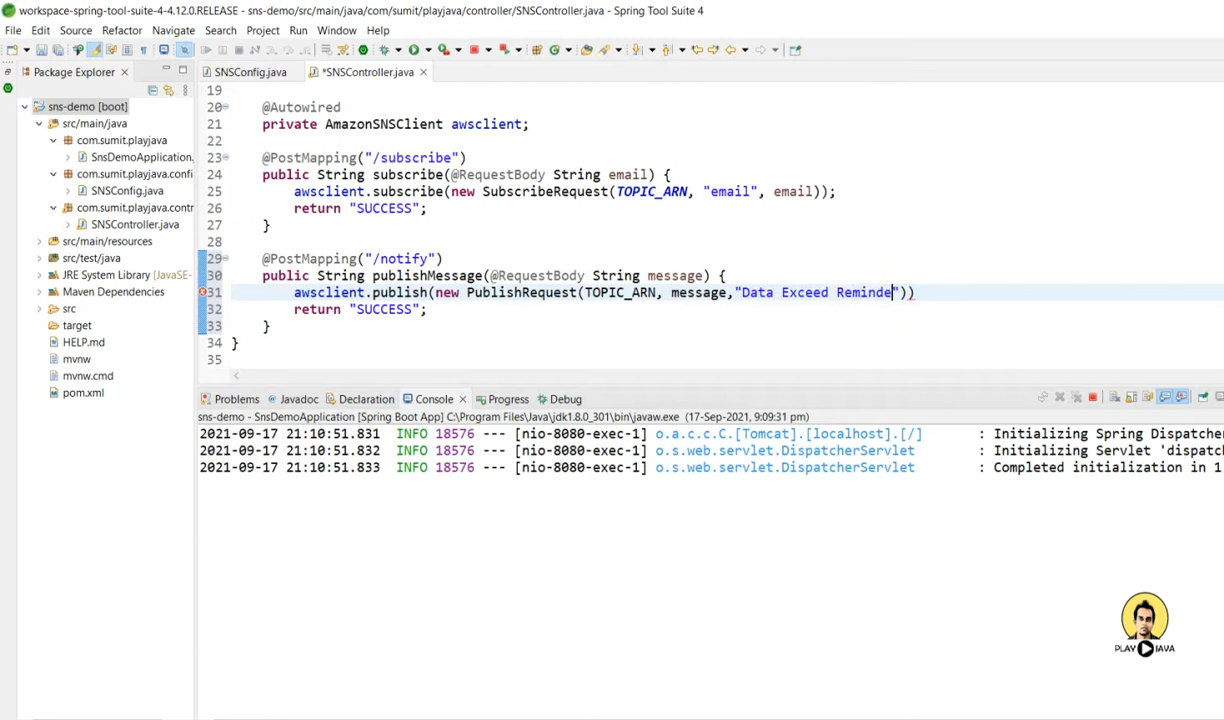 workspace-spring-tool-suite-4-4.12.0.RELEASE - sns-demo/src/main/java/com/sumit/playjava/controller/SNSController.java - Spring Tool Suite 4
File Edit Source Refactor Navigate Search Project Run Window Help
Package Explorer
SNSConfig.java
*SNSController.java
sns-demo [boot]
src/main/java
com.sumit.playjava
SnsDemoApplication.
com.sumit.playjava.confi
SNSConfig.java
com.sumit.playjava.contr
SNSController.java
src/main/resources
src/test/java
JRE System Library [JavaSE-
Maven Dependencies
src
target
HELP.md
mvnw
mvnw.cmd
pom.xml
19
20 @Autowired
21 private AmazonSNSClient awsclient;
22
23 @PostMapping("/subscribe")
24 public String subscribe(@RequestBody String email) {
25 awsclient.subscribe(new SubscribeRequest(TOPIC_ARN, "email", email));
26 return "SUCCESS";
27 }
28
29 @PostMapping("/notify")
30 public String publishMessage(@RequestBody String message) {
31 awsclient.publish(new PublishRequest(TOPIC_ARN, message,"Data Exceed Reminde"))
32 return "SUCCESS";
33 }
34 }
35
Problems Javadoc Declaration Console Progress Debug
sns-demo - SnsDemoApplication [Spring Boot App] C:\Program Files\Java\jdk1.8.0_301\bin\javaw.exe (17-Sep-2021, 9:09:31 pm)
2021-09-17 21:10:51.831 INFO 18576 --- [nio-8080-exec-1] o.a.c.c.C.[Tomcat].[localhost].[/] : Initializing Spring Dispatcher
2021-09-17 21:10:51.832 INFO 18576 --- [nio-8080-exec-1] o.s.web.servlet.DispatcherServlet : Initializing Servlet 'dispatc
2021-09-17 21:10:51.833 INFO 18576 --- [nio-8080-exec-1] o.s.web.servlet.DispatcherServlet : Completed initialization in 1
PLAY JAVA